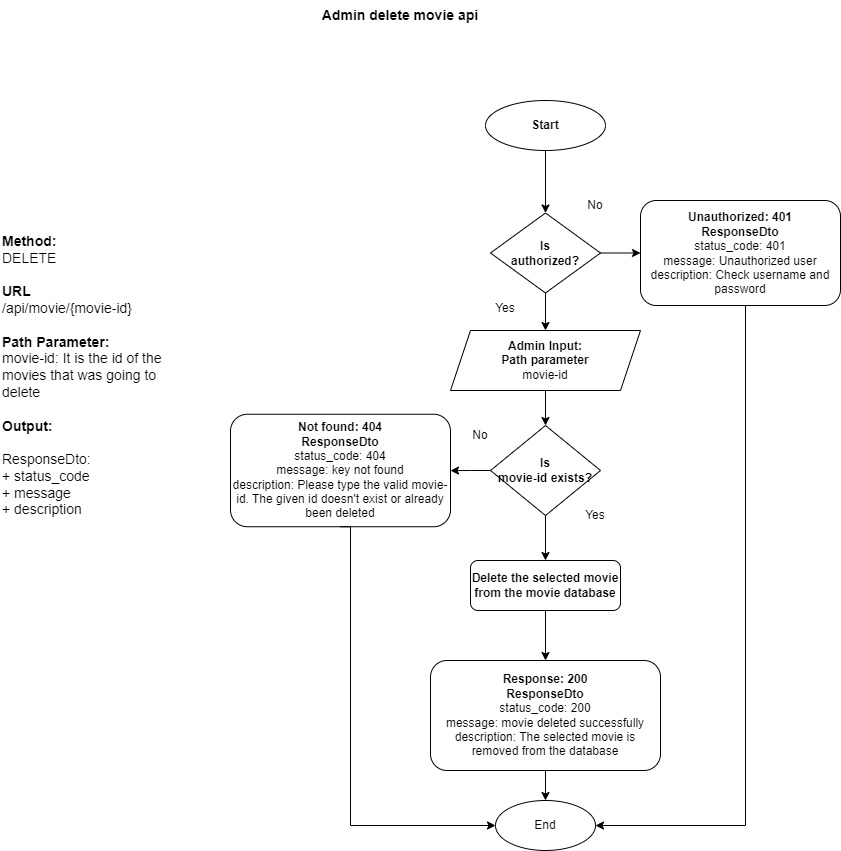 Admin delete movie api
Start
No
Is
authorized?
Unauthorized: 401
ResponseDto
status_code: 401
message: Unauthorized user
description: Check username and
password
Method:
DELETE
URL
/api/movie/{movie-id}
Path Parameter:
movie-id: It is the id of the
movies that was going to
delete
Output:
ResponseDto:
+ status_code
+ message
+ description
Yes
Admin Input:
Path parameter
movie-id
Not found: 404
ResponseDto
status_code: 404
message: key not found
description: Please type the valid movie-
id. The given id doesn't exist or already
been deleted
No
Is
movie-id exists?
Yes
Delete the selected movie
from the movie database
Response: 200
ResponseDto
status_code: 200
message: movie deleted successfully
description: The selected movie is
removed from the database
End